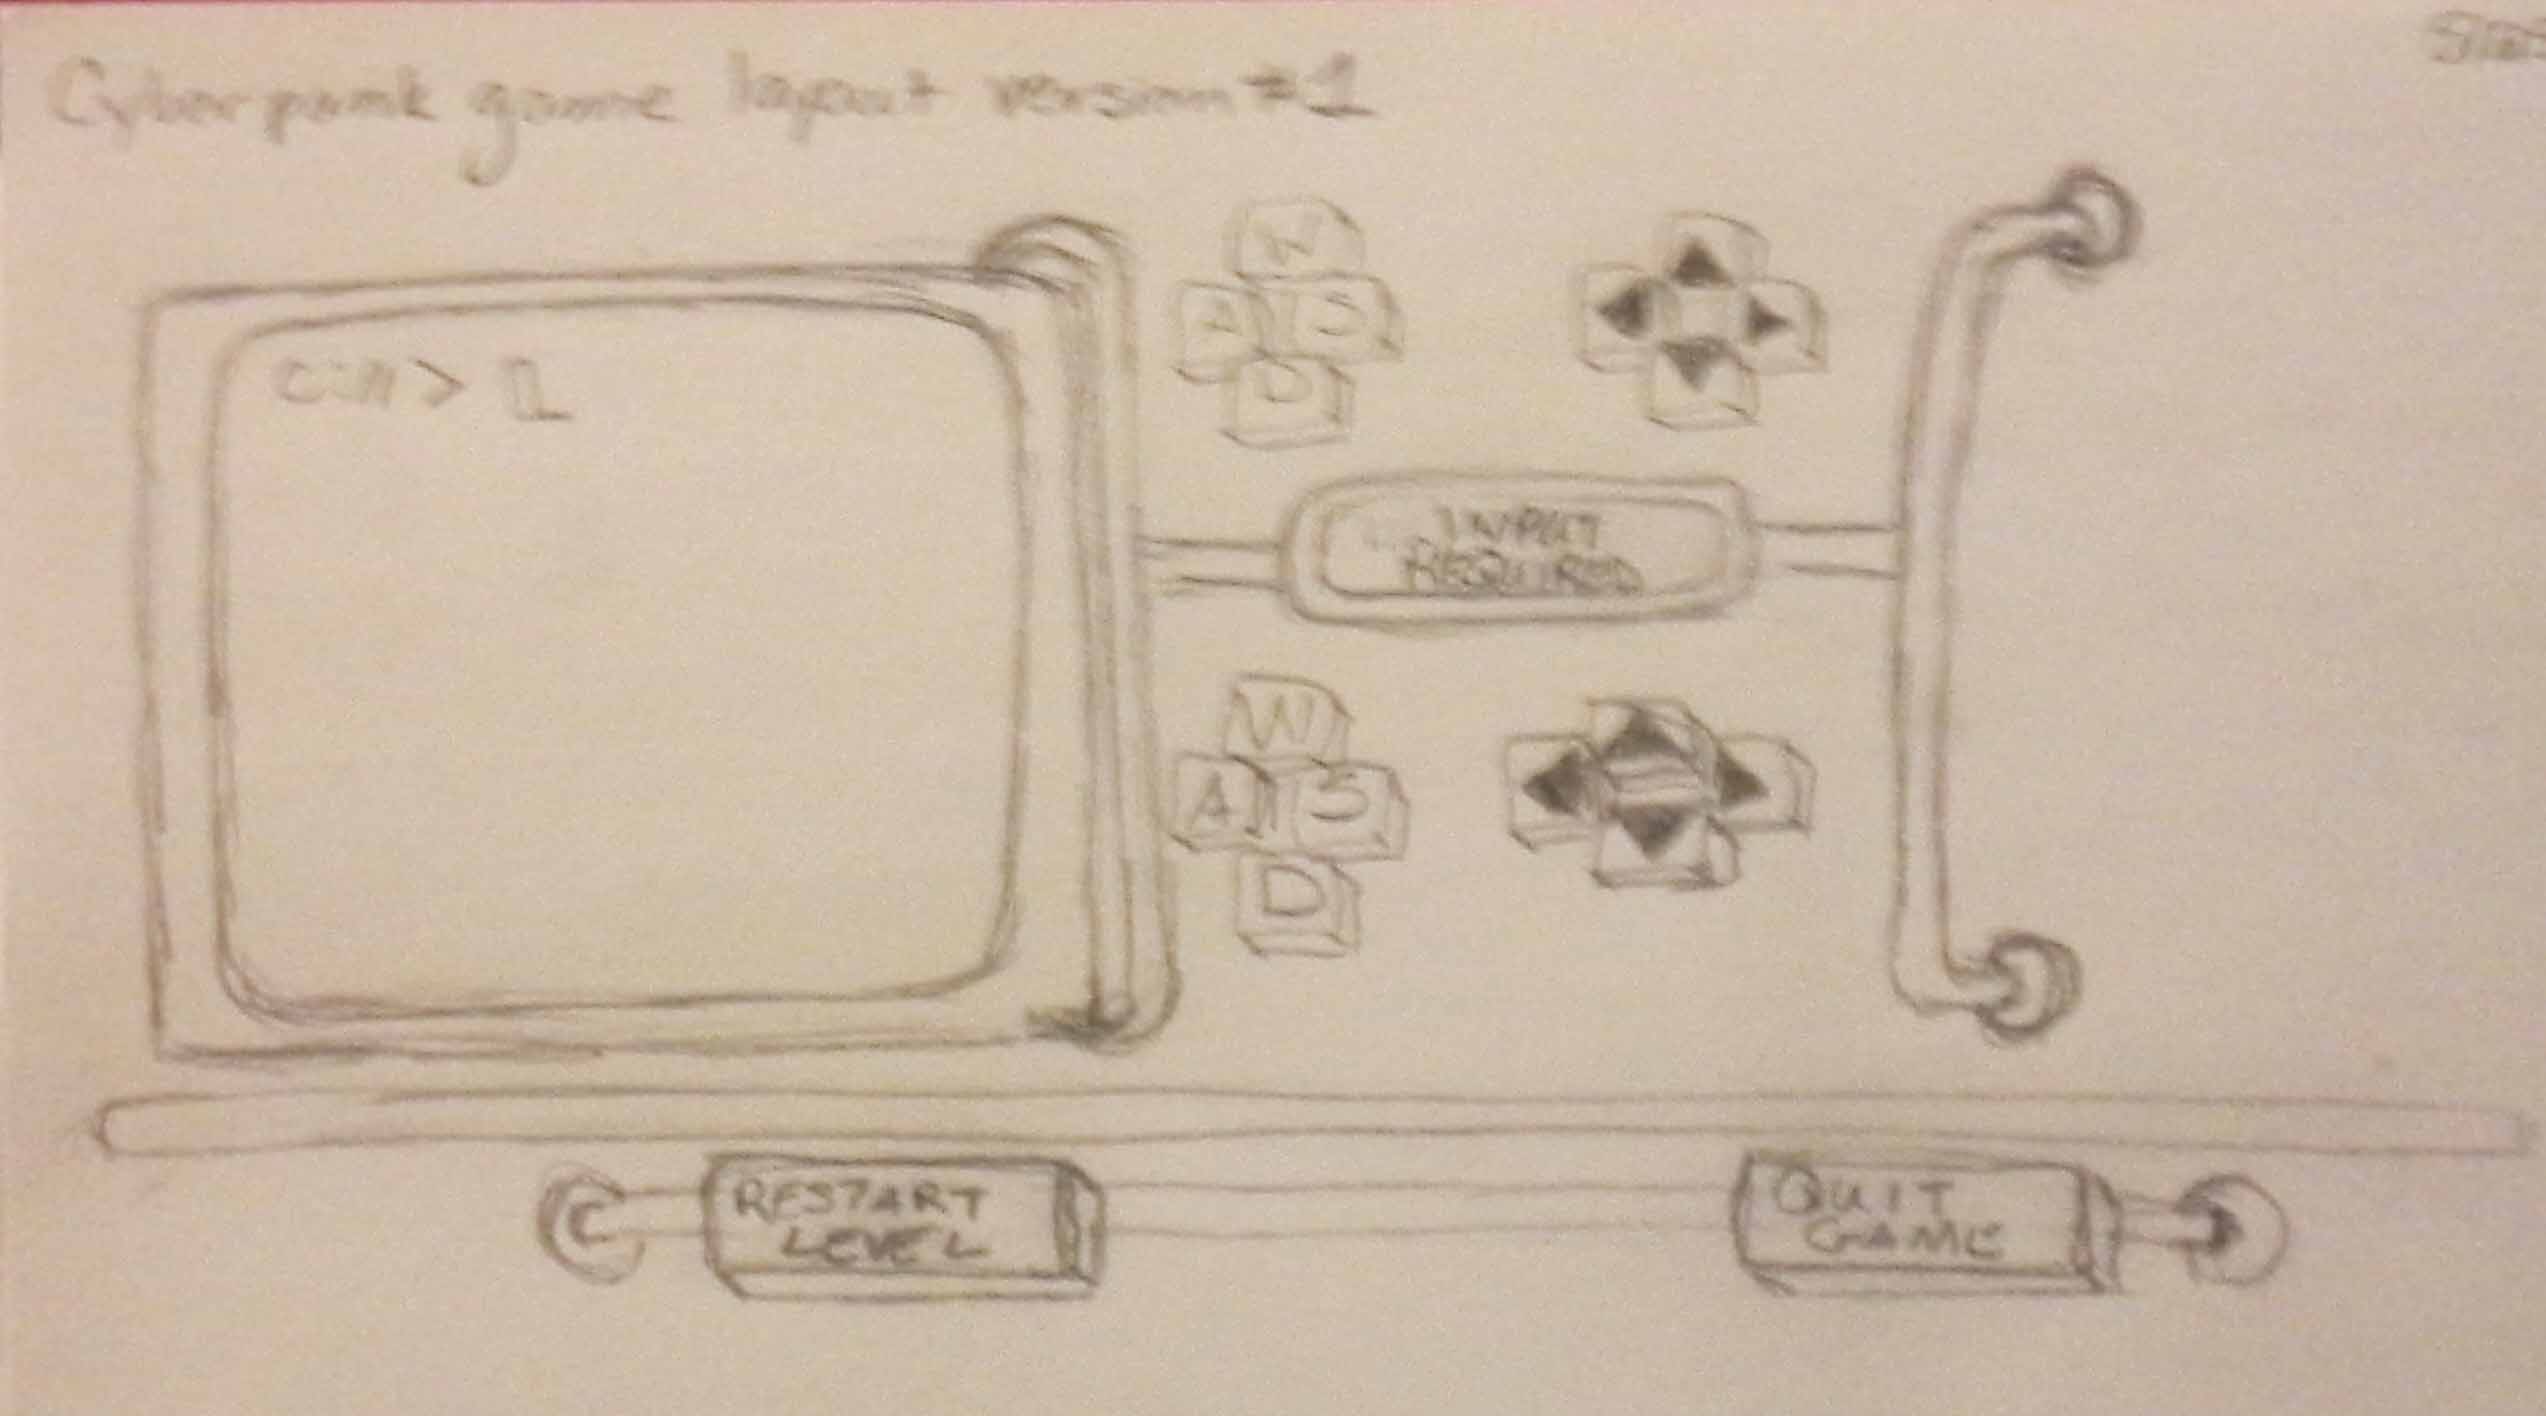 Cyberpunk game layout version #1
W
A S
D
INPUT
REQUIRED
W
A S
D
RESTART
LEVEL
QUIT
GAME